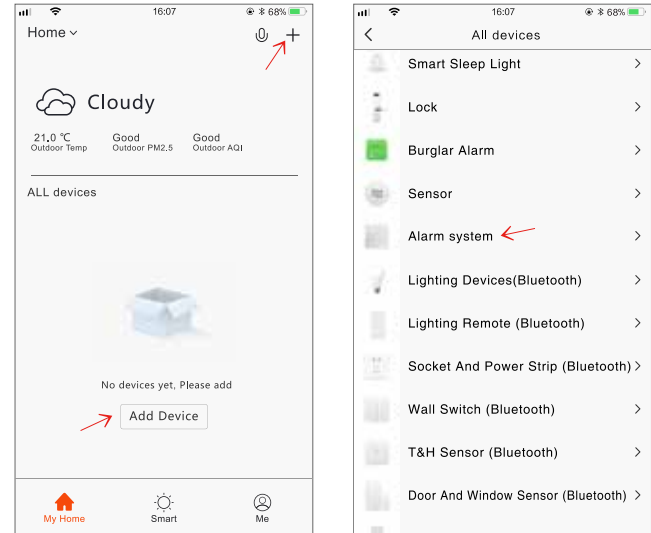 16:07
68%
Home
Cloudy
21.0 ℃ Good Good
Outdoor Temp Outdoor PM2.5 Outdoor AQI
ALL devices
No devices yet, Please add
Add Device
My Home Smart Me
16:07
68%
All devices
Smart Sleep Light
Lock
Burglar Alarm
Sensor
Alarm system
Lighting Devices(Bluetooth)
Lighting Remote (Bluetooth)
Socket And Power Strip (Bluetooth)
Wall Switch (Bluetooth)
T&H Sensor (Bluetooth)
Door And Window Sensor (Bluetooth)